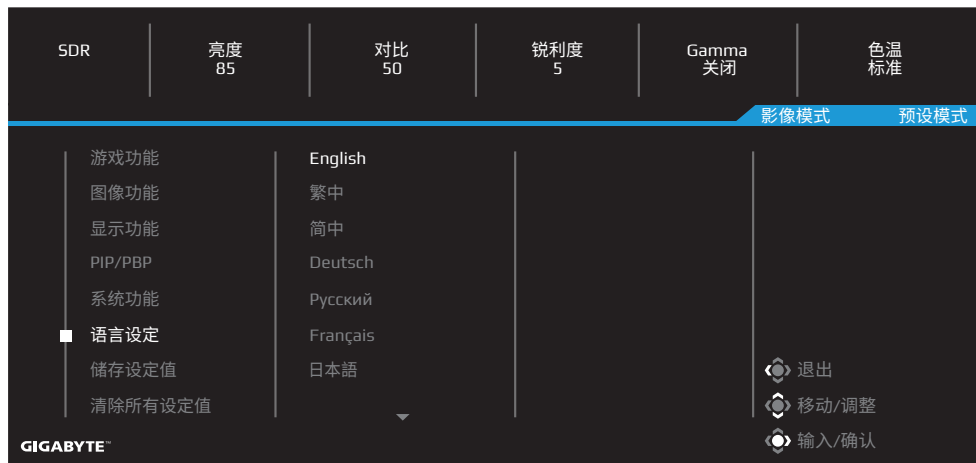 SDR
亮度
85
对比
50
锐利度
5
Gamma
关闭
色温
标准
影像模式 预设模式
游戏功能
图像功能
显示功能
PIP/PBP
系统功能
语言设定
储存设定值
清除所有设定值
English
繁中
简中
Deutsch
Русский
Français
日本語
退出
移动/调整
输入/确认
GIGABYTE™